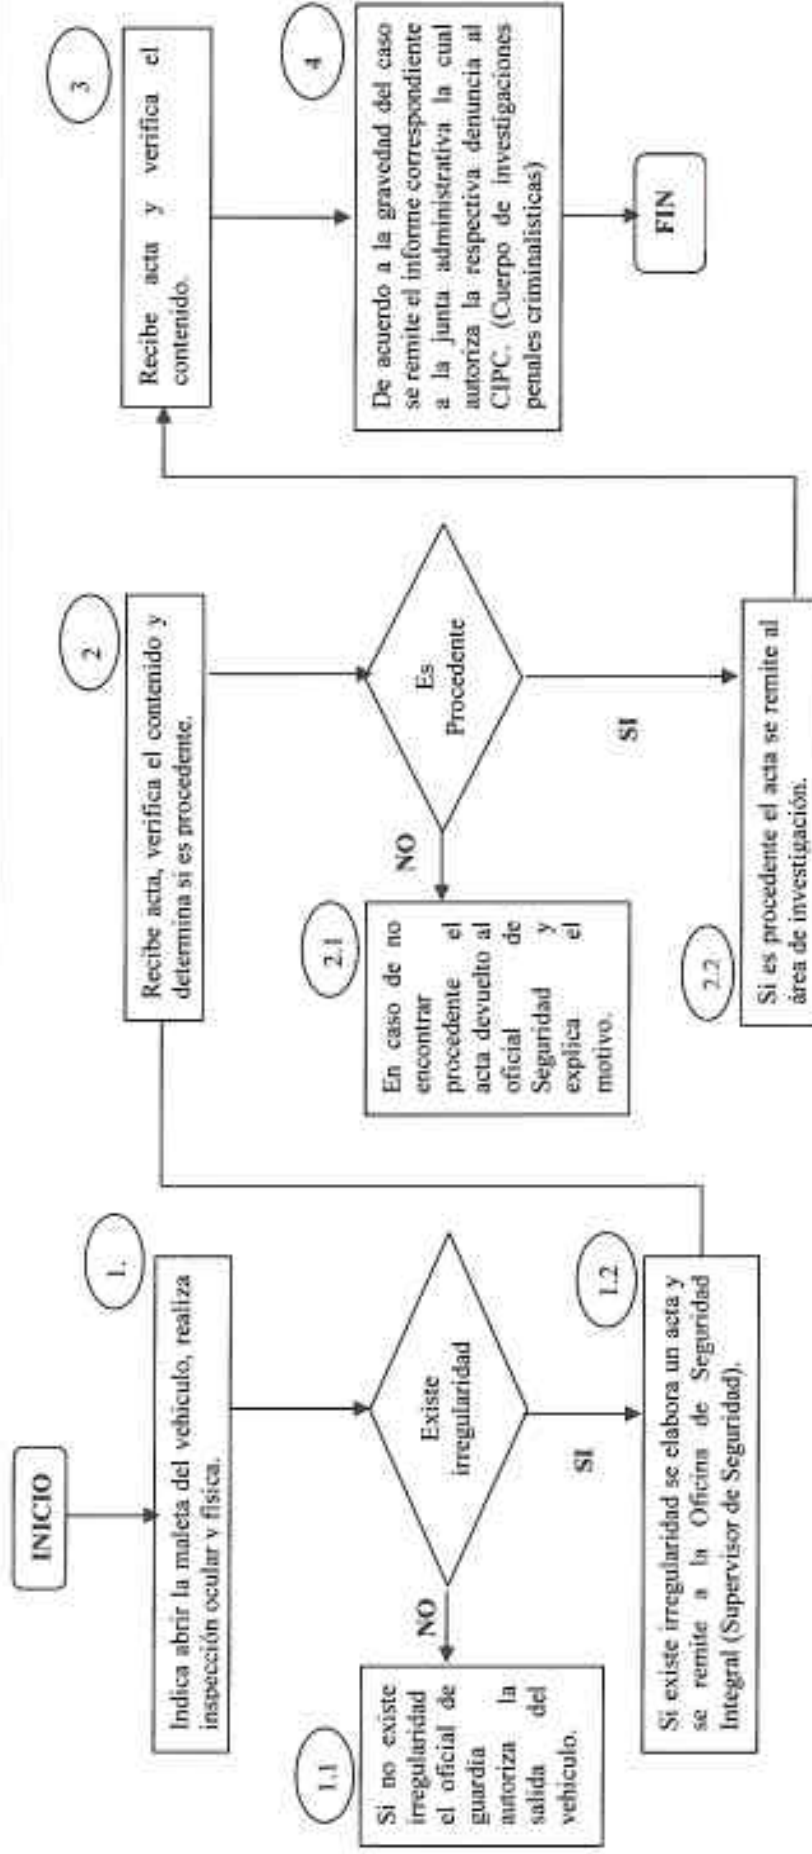 INICIO
1.
Indica abrir la maleta del vehículo, realiza
inspección ocular y física.
Existe
irregularidad
NO
1.1
Si no existe
irregularidad
el oficial de
guardia
autoriza la
salida del
vehículo.
SI
1.2
Si existe irregularidad se elabora un acta y
se remite a la Oficina de Seguridad
Integral (Supervisor de Seguridad).
2
Recibe acta, verifica el contenido y
determina si es procedente.
Es
Procedente
NO
2.1
En caso de no
encontrar
procedente el
acta devuelto al
oficial de
Seguridad y
explica el
motivo.
SI
2.2
Si es procedente el acta se remite al
área de investigación.
3
Recibe acta y verifica el
contenido.
4
De acuerdo a la gravedad del caso
se remite el informe correspondiente
a la junta administrativa la cual
autoriza la respectiva denuncia al
CIPC. (Cuerpo de investigaciones
penales criminalísticas)
FIN